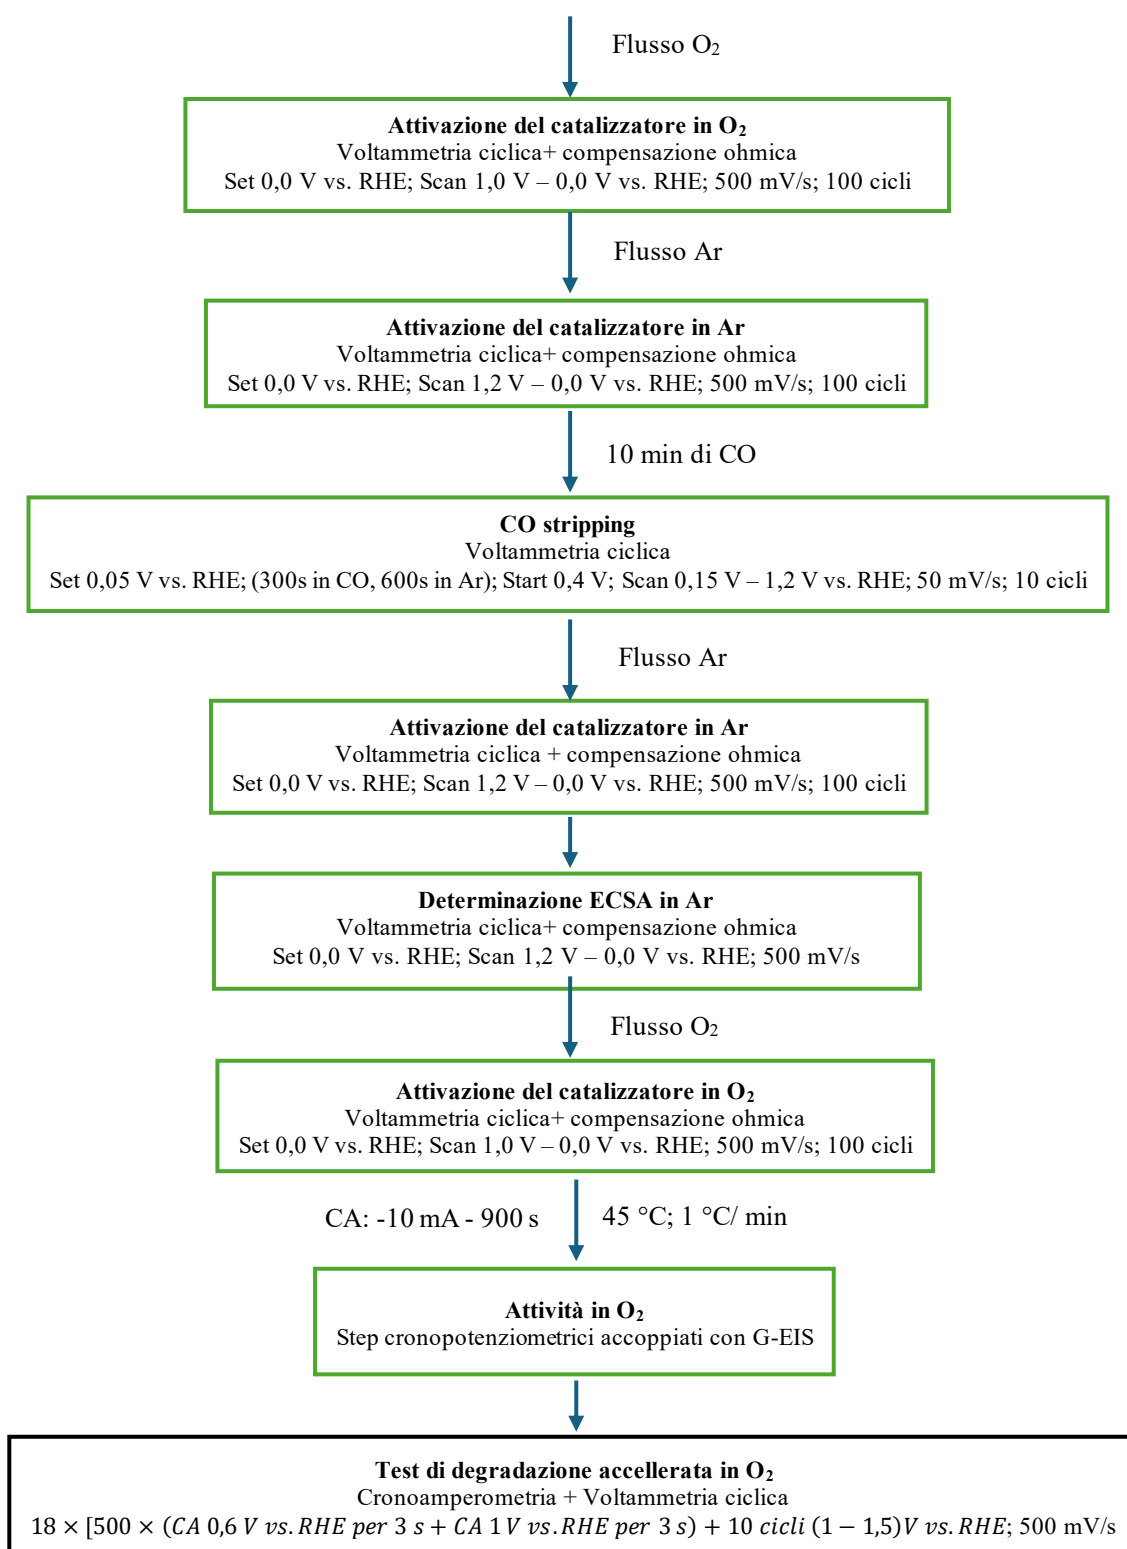 Flusso O₂
Attivazione del catalizzatore in O₂
Voltammetria ciclica+ compensazione ohmica
Set 0,0 V vs. RHE; Scan 1,0 V – 0,0 V vs. RHE; 500 mV/s; 100 cicli
Flusso Ar
Attivazione del catalizzatore in Ar
Voltammetria ciclica+ compensazione ohmica
Set 0,0 V vs. RHE; Scan 1,2 V – 0,0 V vs. RHE; 500 mV/s; 100 cicli
10 min di CO
CO stripping
Voltammetria ciclica
Set 0,05 V vs. RHE; (300s in CO, 600s in Ar); Start 0,4 V; Scan 0,15 V – 1,2 V vs. RHE; 50 mV/s; 10 cicli
Flusso Ar
Attivazione del catalizzatore in Ar
Voltammetria ciclica + compensazione ohmica
Set 0,0 V vs. RHE; Scan 1,2 V – 0,0 V vs. RHE; 500 mV/s; 100 cicli
Determinazione ECSA in Ar
Voltammetria ciclica+ compensazione ohmica
Set 0,0 V vs. RHE; Scan 1,2 V – 0,0 V vs. RHE; 500 mV/s
Flusso O₂
Attivazione del catalizzatore in O₂
Voltammetria ciclica+ compensazione ohmica
Set 0,0 V vs. RHE; Scan 1,0 V – 0,0 V vs. RHE; 500 mV/s; 100 cicli
CA: -10 mA - 900 s 45 °C; 1 °C/ min
Attività in O₂
Step cronopotenziometrici accoppiati con G-EIS
Test di degradazione accellerata in O₂
Cronoamperometria + Voltammetria ciclica
18 × [500 × (CA 0,6 V vs. RHE per 3 s + CA 1 V vs. RHE per 3 s) + 10 cicli (1 − 1,5)V vs. RHE; 500 mV/s